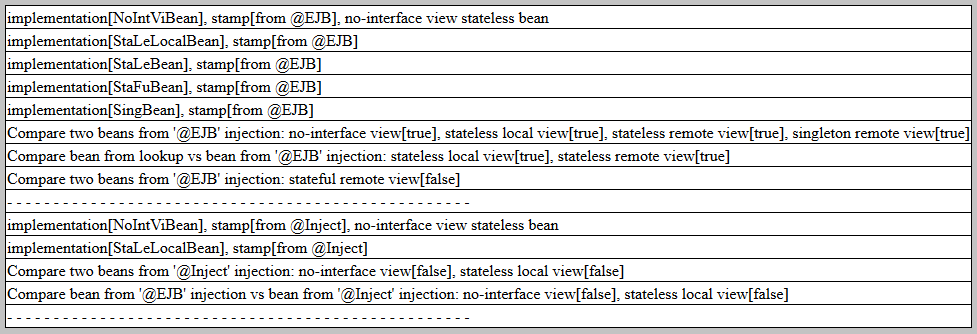 implementation[NoIntViBean], stamp[from @EJB], no-interface view stateless bean
implementation[StaLeLocalBean], stamp[from @EJB]
implementation[StaLeBean], stamp[from @EJB]
implementation[StaFuBean], stamp[from @EJB]
implementation[SingBean], stamp[from @EJB]
Compare two beans from '@EJB' injection: no-interface view[true], stateless local view[true], stateless remote view[true], singleton remote view[true]
Compare bean from lookup vs bean from '@EJB' injection: stateless local view[true], stateless remote view[true]
Compare two beans from '@EJB' injection: stateful remote view[false]
- - - - - - - - - - - - - - - - - - - - - - - - - - - - - - - - - - - - - - - - - - - - - - - - - - -
implementation[NoIntViBean], stamp[from @Inject], no-interface view stateless bean
implementation[StaLeLocalBean], stamp[from @Inject]
Compare two beans from '@Inject' injection: no-interface view[false], stateless local view[false]
Compare bean from '@EJB' injection vs bean from '@Inject' injection: no-interface view[false], stateless local view[false]
- - - - - - - - - - - - - - - - - - - - - - - - - - - - - - - - - - - - - - - - - - - - - - - - - - -